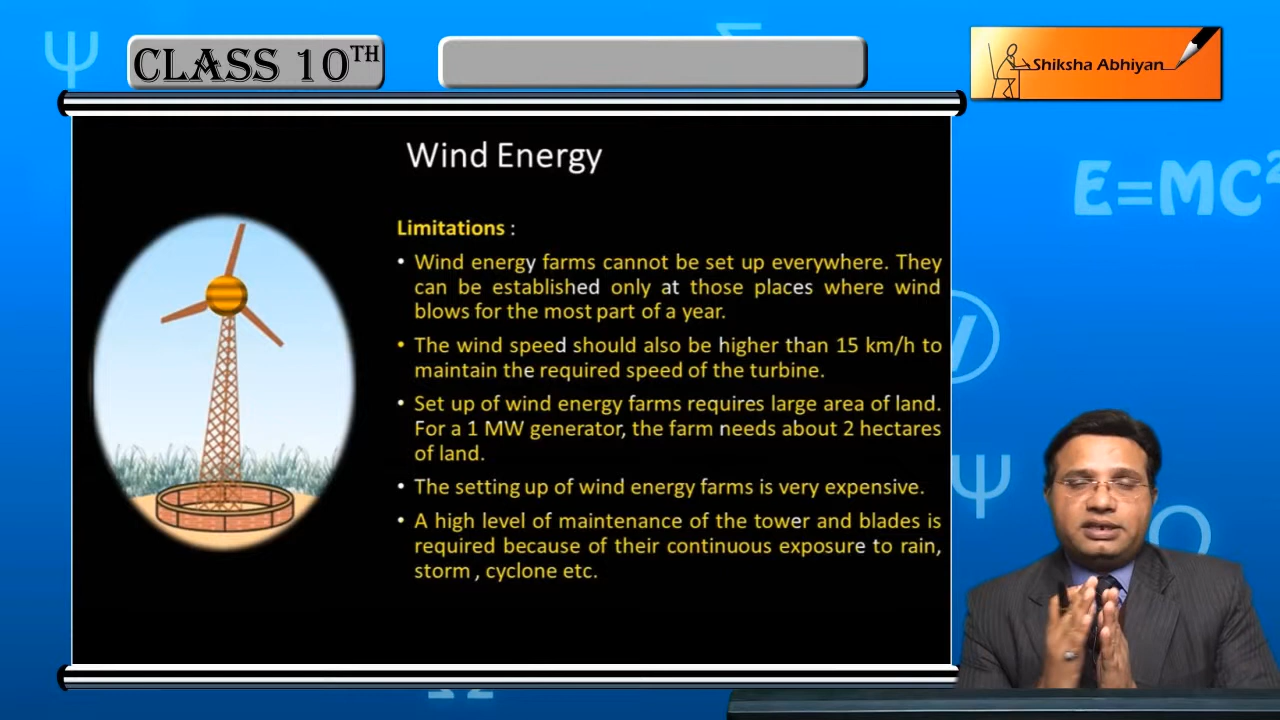 CLASS 10TH
Shiksha Abhiyan
Wind Energy
Limitations :
• Wind energy farms cannot be set up everywhere. They
can be established only at those places where wind
blows for the most part of a year.
• The wind speed should also be higher than 15 km/h to
maintain the required speed of the turbine.
• Set up of wind energy farms requires large area of land.
For a 1 MW generator, the farm needs about 2 hectares
of land.
• The setting up of wind energy farms is very expensive.
• A high level of maintenance of the tower and blades is
required because of their continuous exposure to rain,
storm , cyclone etc.
E=MC²
Ψ
Ψ